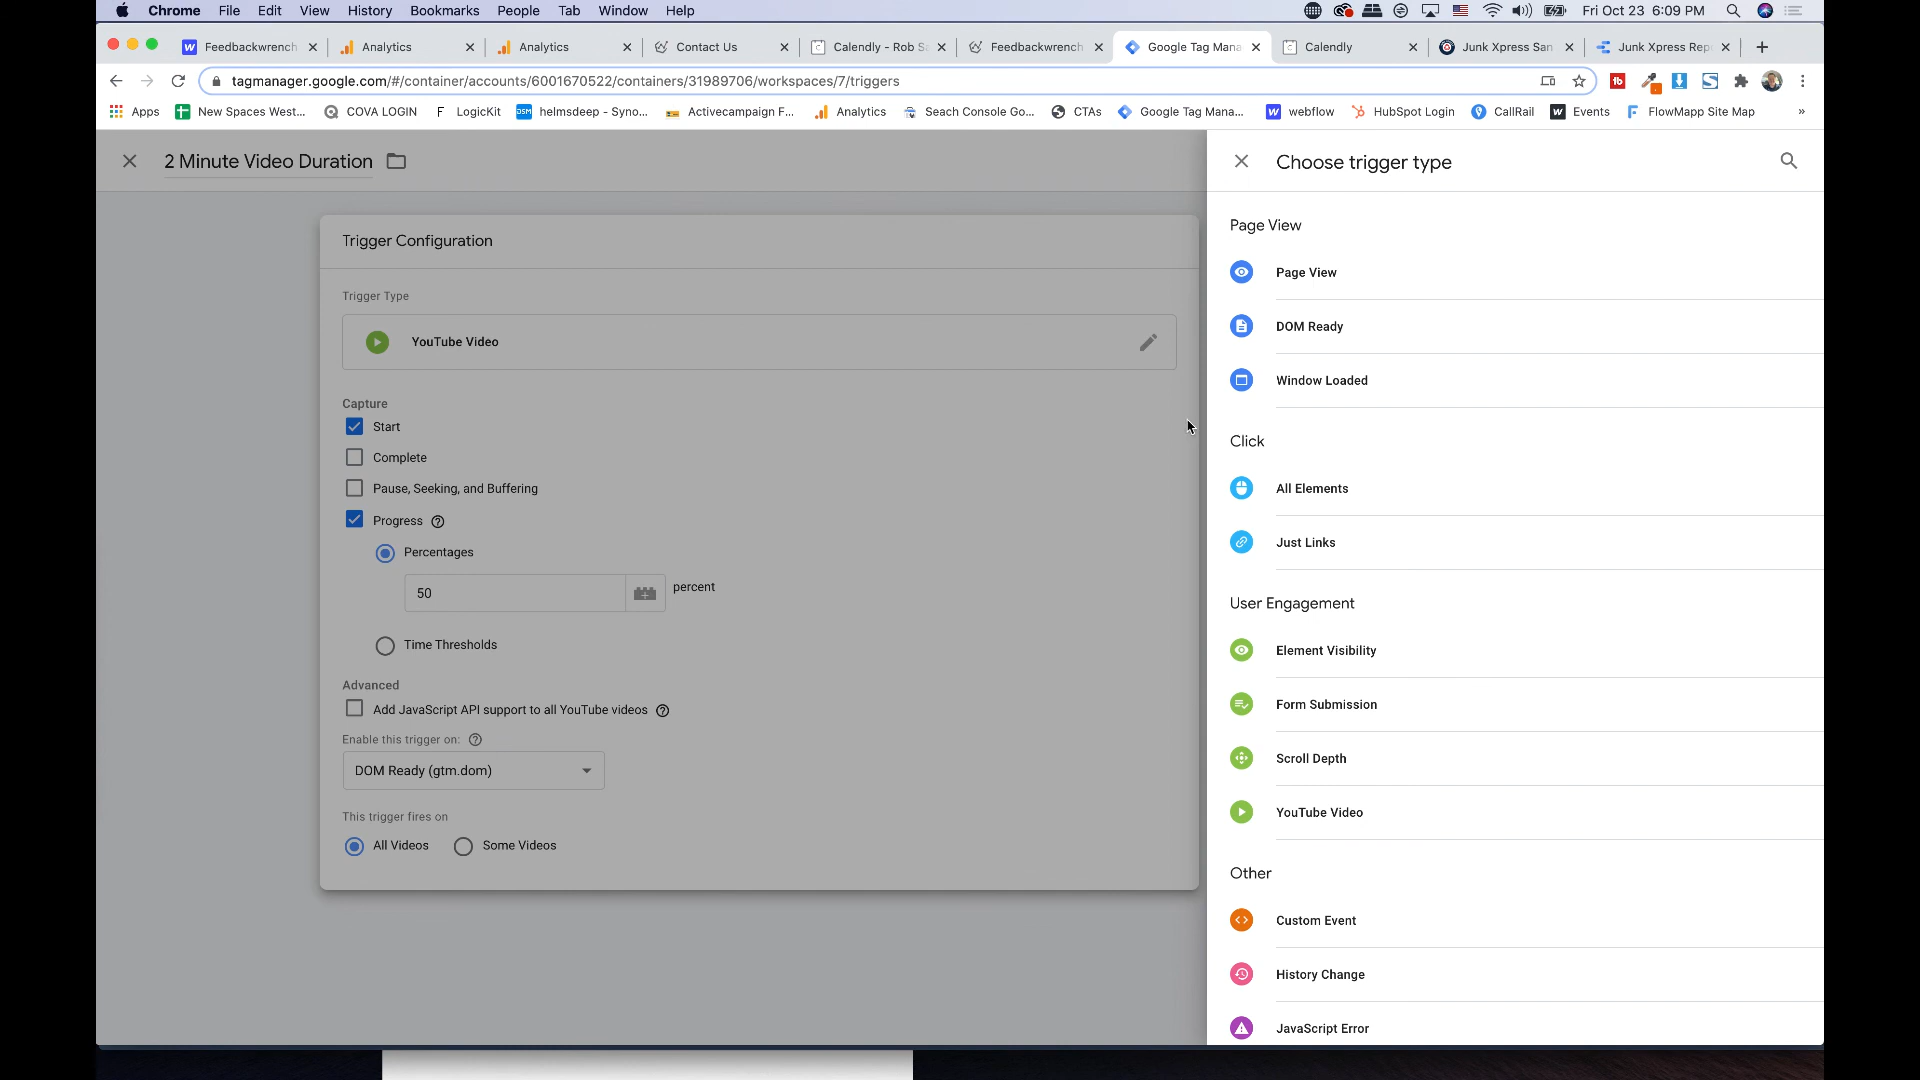 Chrome File Edit View History Bookmarks People Tab Window Help Fri Oct 23 6:09 PM
Feedbackwrench Analytics Analytics Contact Us Calendly - Rob S Feedbackwrench Google Tag Mana Calendly Junk Xpress San Junk Xpress Rep
tagmanager.google.com/#/container/accounts/6001670522/containers/31989706/workspaces/7/triggers
Apps New Spaces West... COVA LOGIN F LogicKit DSM helmsdeep - Syno... Activecampaign F... Analytics Seach Console Go... CTAs Google Tag Mana... webflow HubSpot Login CallRail Events FlowMapp Site Map »
2 Minute Video Duration
Choose trigger type
Trigger Configuration
Trigger Type
YouTube Video
Capture
Start
Complete
Pause, Seeking, and Buffering
Progress
Percentages
50 percent
Time Thresholds
Advanced
Add JavaScript API support to all YouTube videos
Enable this trigger on:
DOM Ready (gtm.dom)
This trigger fires on
All Videos Some Videos
Page View
Page View
DOM Ready
Window Loaded
Click
All Elements
Just Links
User Engagement
Element Visibility
Form Submission
Scroll Depth
YouTube Video
Other
Custom Event
History Change
JavaScript Error